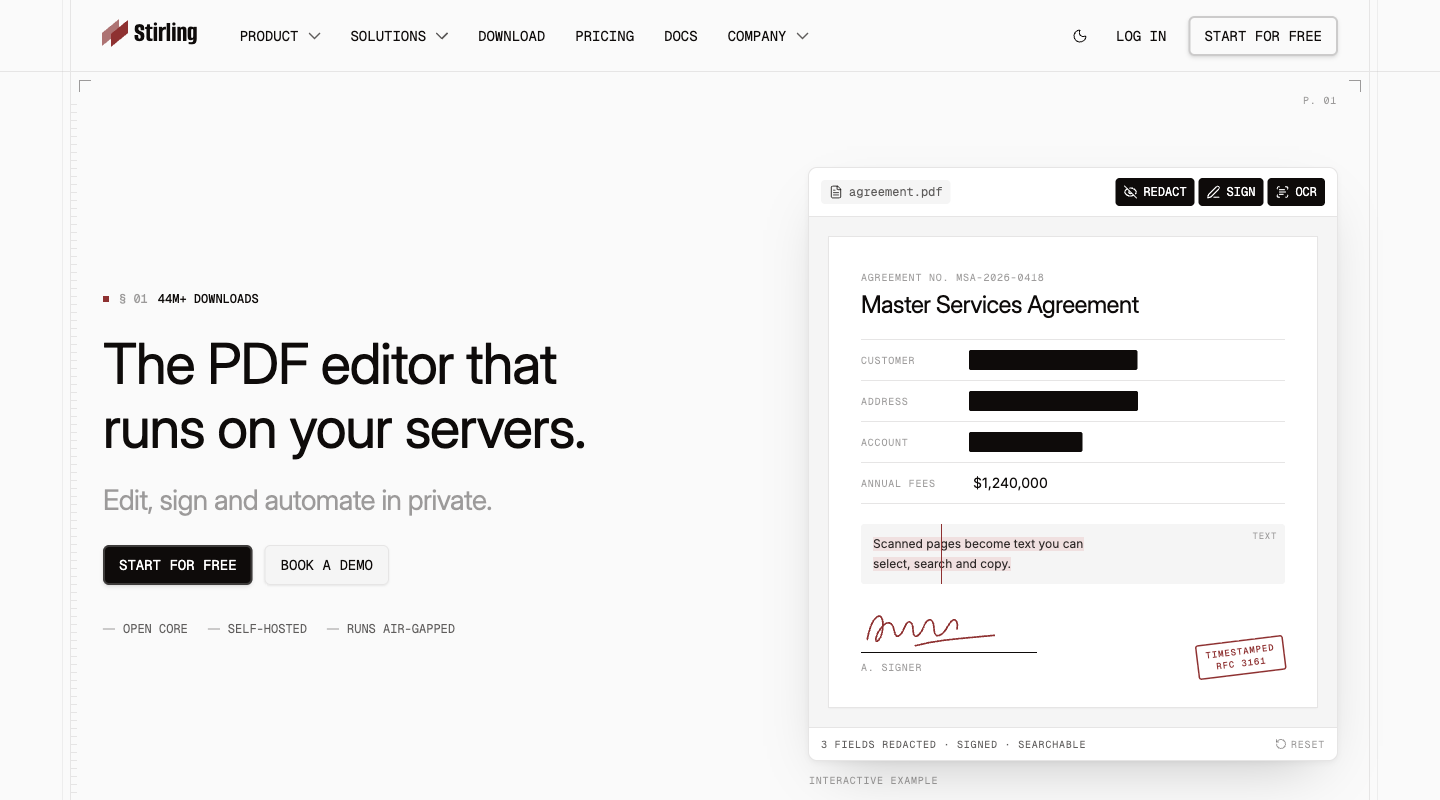 Stirling
PRODUCT
SOLUTIONS
DOWNLOAD
PRICING
DOCS
COMPANY
LOG IN
START FOR FREE
P. 01
§ 01 44M+ DOWNLOADS
The PDF editor that
runs on your servers.
Edit, sign and automate in private.
START FOR FREE
BOOK A DEMO
— OPEN CORE — SELF-HOSTED — RUNS AIR-GAPPED
agreement.pdf
REDACT
SIGN
OCR
AGREEMENT NO. MSA-2026-0418
Master Services Agreement
CUSTOMER
ADDRESS
ACCOUNT
ANNUAL FEES $1,240,000
TEXT
Scanned pages become text you can
select, search and copy.
A. SIGNER
TIMESTAMPED
RFC 3161
3 FIELDS REDACTED · SIGNED · SEARCHABLE
RESET
INTERACTIVE EXAMPLE